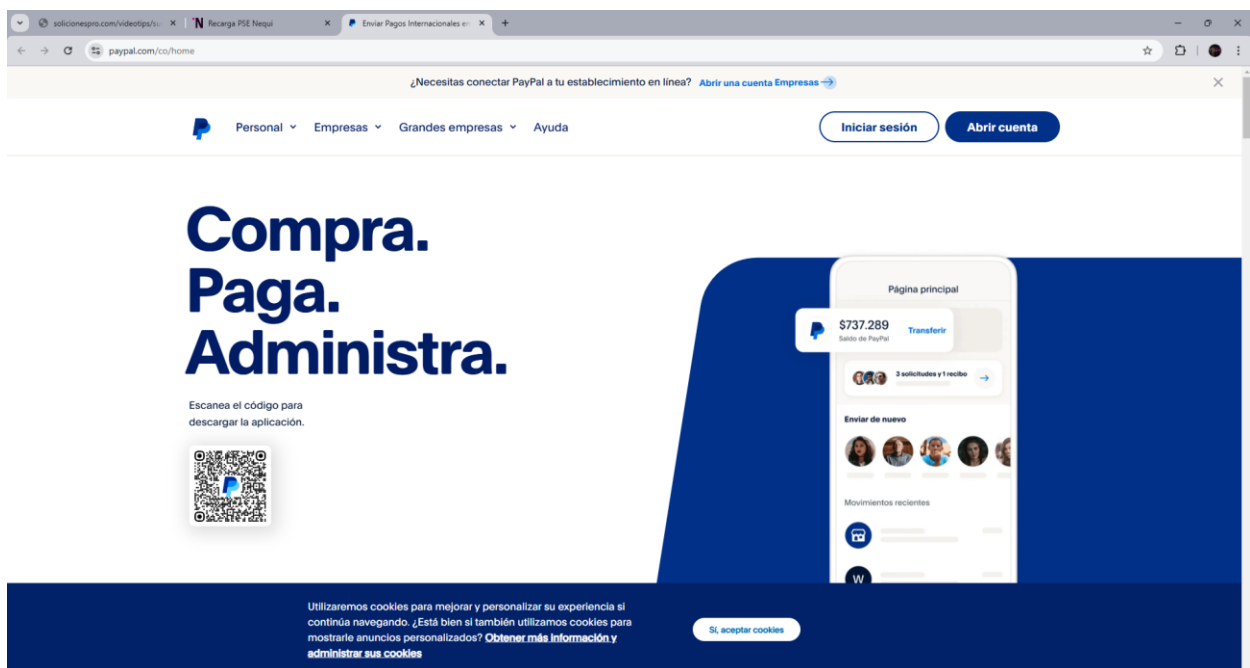 solicionespro.com/videotips/su
Recarga PSE Nequi
Enviar Pagos Internacionales en
paypal.com/co/home
¿Necesitas conectar PayPal a tu establecimiento en línea? Abrir una cuenta Empresas
Personal Empresas Grandes empresas Ayuda
Iniciar sesión Abrir cuenta
Compra.
Paga.
Administra.
Escanea el código para
descargar la aplicación.
Página principal
$737.289
Saldo de PayPal
Transferir
3 solicitudes y 1 recibo
Enviar de nuevo
Movimientos recientes
W
Utilizaremos cookies para mejorar y personalizar su experiencia si
continúa navegando. ¿Está bien si también utilizamos cookies para
mostrarle anuncios personalizados? Obtener más información y
administrar sus cookies
Sí, aceptar cookies